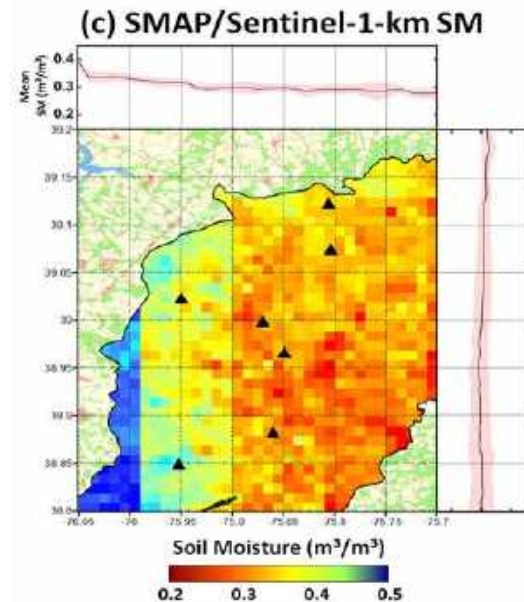 (c) SMAP/Sentinel-1-km SM
Mean
SM (m³/m³)
0.4
0.3
0.2
39.2
39.15
39.1
39.05
39
38.95
38.9
38.85
38.8
-76.05 -76 -75.95 -75.9 -75.85 -75.8 -75.75 -75.7
Soil Moisture (m³/m³)
0.2 0.3 0.4 0.5